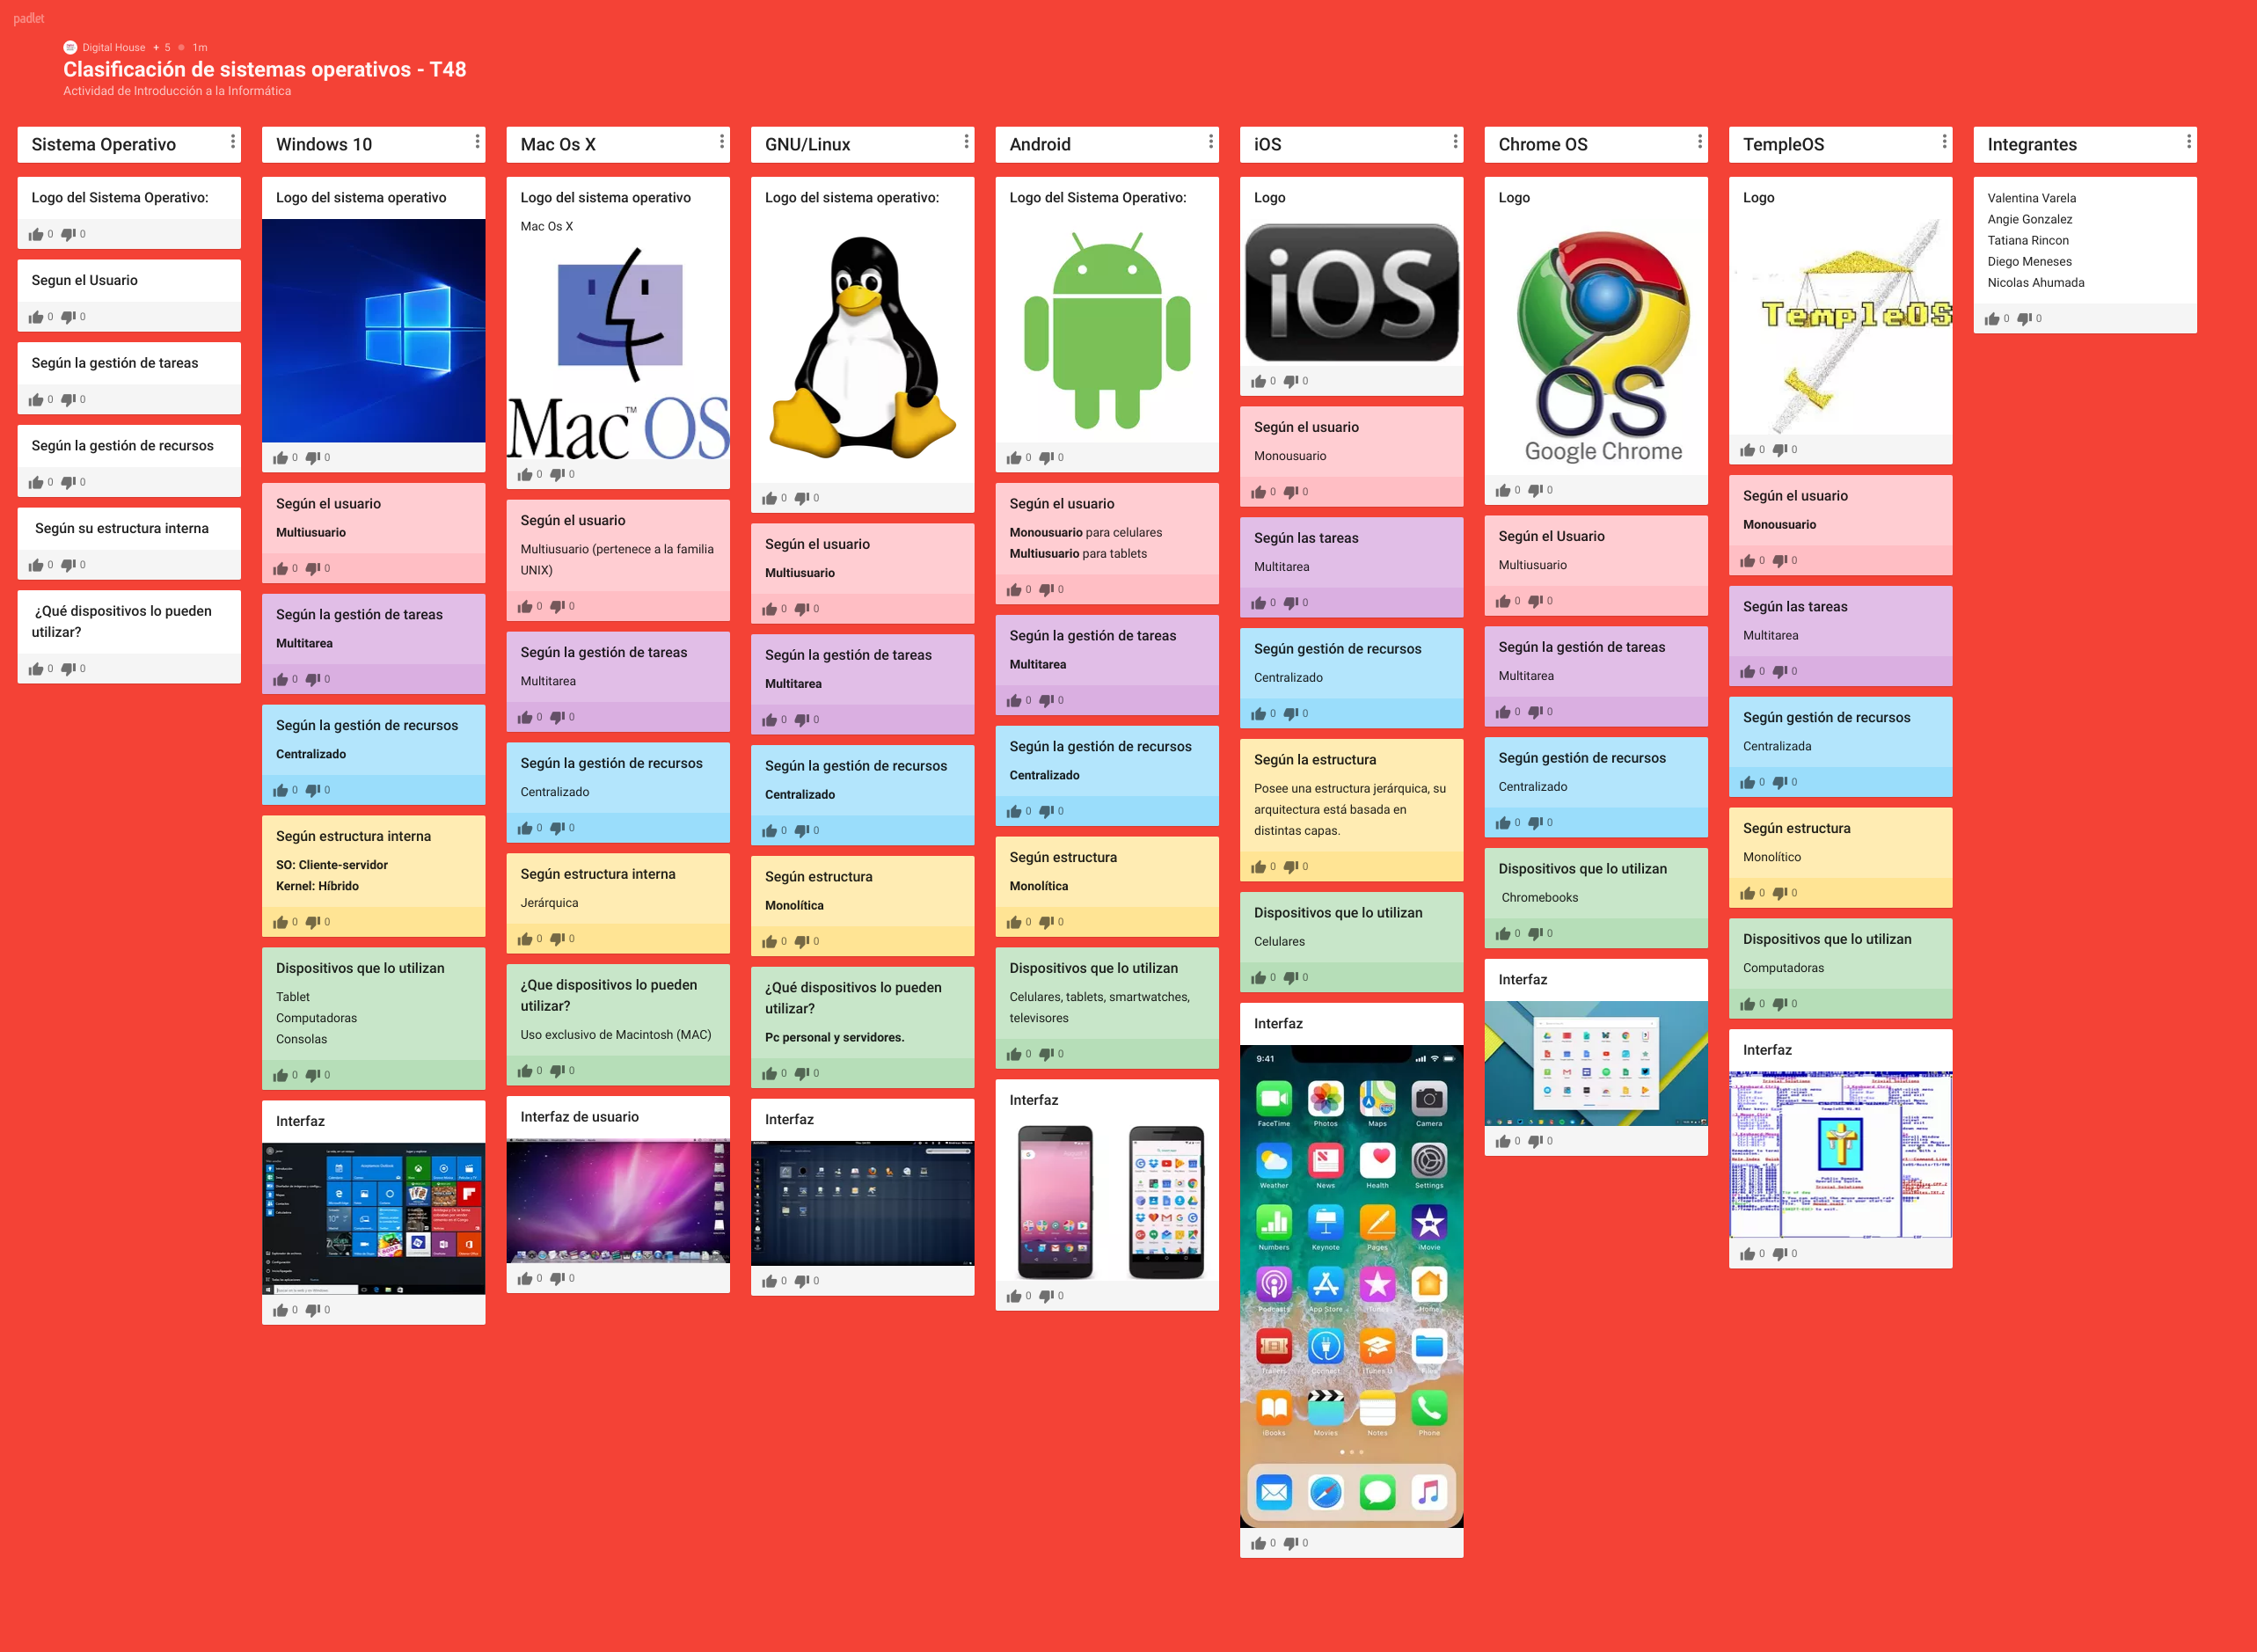 padlet
Digital House + 5 1m
Clasificación de sistemas operativos - T48
Actividad de Introducción a la Informática
Sistema Operativo
Logo del Sistema Operativo:
0 0
Segun el Usuario
0 0
Según la gestión de tareas
0 0
Según la gestión de recursos
0 0
Según su estructura interna
0 0
¿Qué dispositivos lo pueden
utilizar?
0 0
Windows 10
Logo del sistema operativo
0 0
Según el usuario
Multiusuario
0 0
Según la gestión de tareas
Multitarea
0 0
Según la gestión de recursos
Centralizado
0 0
Según estructura interna
SO: Cliente-servidor
Kernel: Híbrido
0 0
Dispositivos que lo utilizan
Tablet
Computadoras
Consolas
0 0
Interfaz
0 0
Mac Os X
Logo del sistema operativo
Mac Os X
Mac OS
TM
0 0
Según el usuario
Multiusuario (pertenece a la familia
UNIX)
0 0
Según la gestión de tareas
Multitarea
0 0
Según la gestión de recursos
Centralizado
0 0
Según estructura interna
Jerárquica
0 0
¿Que dispositivos lo pueden
utilizar?
Uso exclusivo de Macintosh (MAC)
0 0
Interfaz de usuario
0 0
GNU/Linux
Logo del sistema operativo:
0 0
Según el usuario
Multiusuario
0 0
Según la gestión de tareas
Multitarea
0 0
Según la gestión de recursos
Centralizado
0 0
Según estructura
Monolítica
0 0
¿Qué dispositivos lo pueden
utilizar?
Pc personal y servidores.
0 0
Interfaz
0 0
Android
Logo del Sistema Operativo:
0 0
Según el usuario
Monousuario para celulares
Multiusuario para tablets
0 0
Según la gestión de tareas
Multitarea
0 0
Según la gestión de recursos
Centralizado
0 0
Según estructura
Monolítica
0 0
Dispositivos que lo utilizan
Celulares, tablets, smartwatches,
televisores
0 0
Interfaz
0 0
iOS
Logo
iOS
0 0
Según el usuario
Monousuario
0 0
Según las tareas
Multitarea
0 0
Según gestión de recursos
Centralizado
0 0
Según la estructura
Posee una estructura jerárquica, su
arquitectura está basada en
distintas capas.
0 0
Dispositivos que lo utilizan
Celulares
0 0
Interfaz
9:41
FaceTime Photos Maps Camera
Weather News Health Settings
Numbers Keynote Pages iMovie
Podcasts App Store iTunes Home
Connect iTunes U Files
iBooks Movies Notes Phone
0 0
Chrome OS
Logo
OS
Google Chrome
0 0
Según el Usuario
Multiusuario
0 0
Según la gestión de tareas
Multitarea
0 0
Según gestión de recursos
Centralizado
0 0
Dispositivos que lo utilizan
Chromebooks
0 0
Interfaz
0 0
TempleOS
Logo
TempleOS
0 0
Según el usuario
Monousuario
0 0
Según las tareas
Multitarea
0 0
Según gestión de recursos
Centralizada
0 0
Según estructura
Monolítico
0 0
Dispositivos que lo utilizan
Computadoras
0 0
Interfaz
0 0
Integrantes
Valentina Varela
Angie Gonzalez
Tatiana Rincon
Diego Meneses
Nicolas Ahumada
0 0